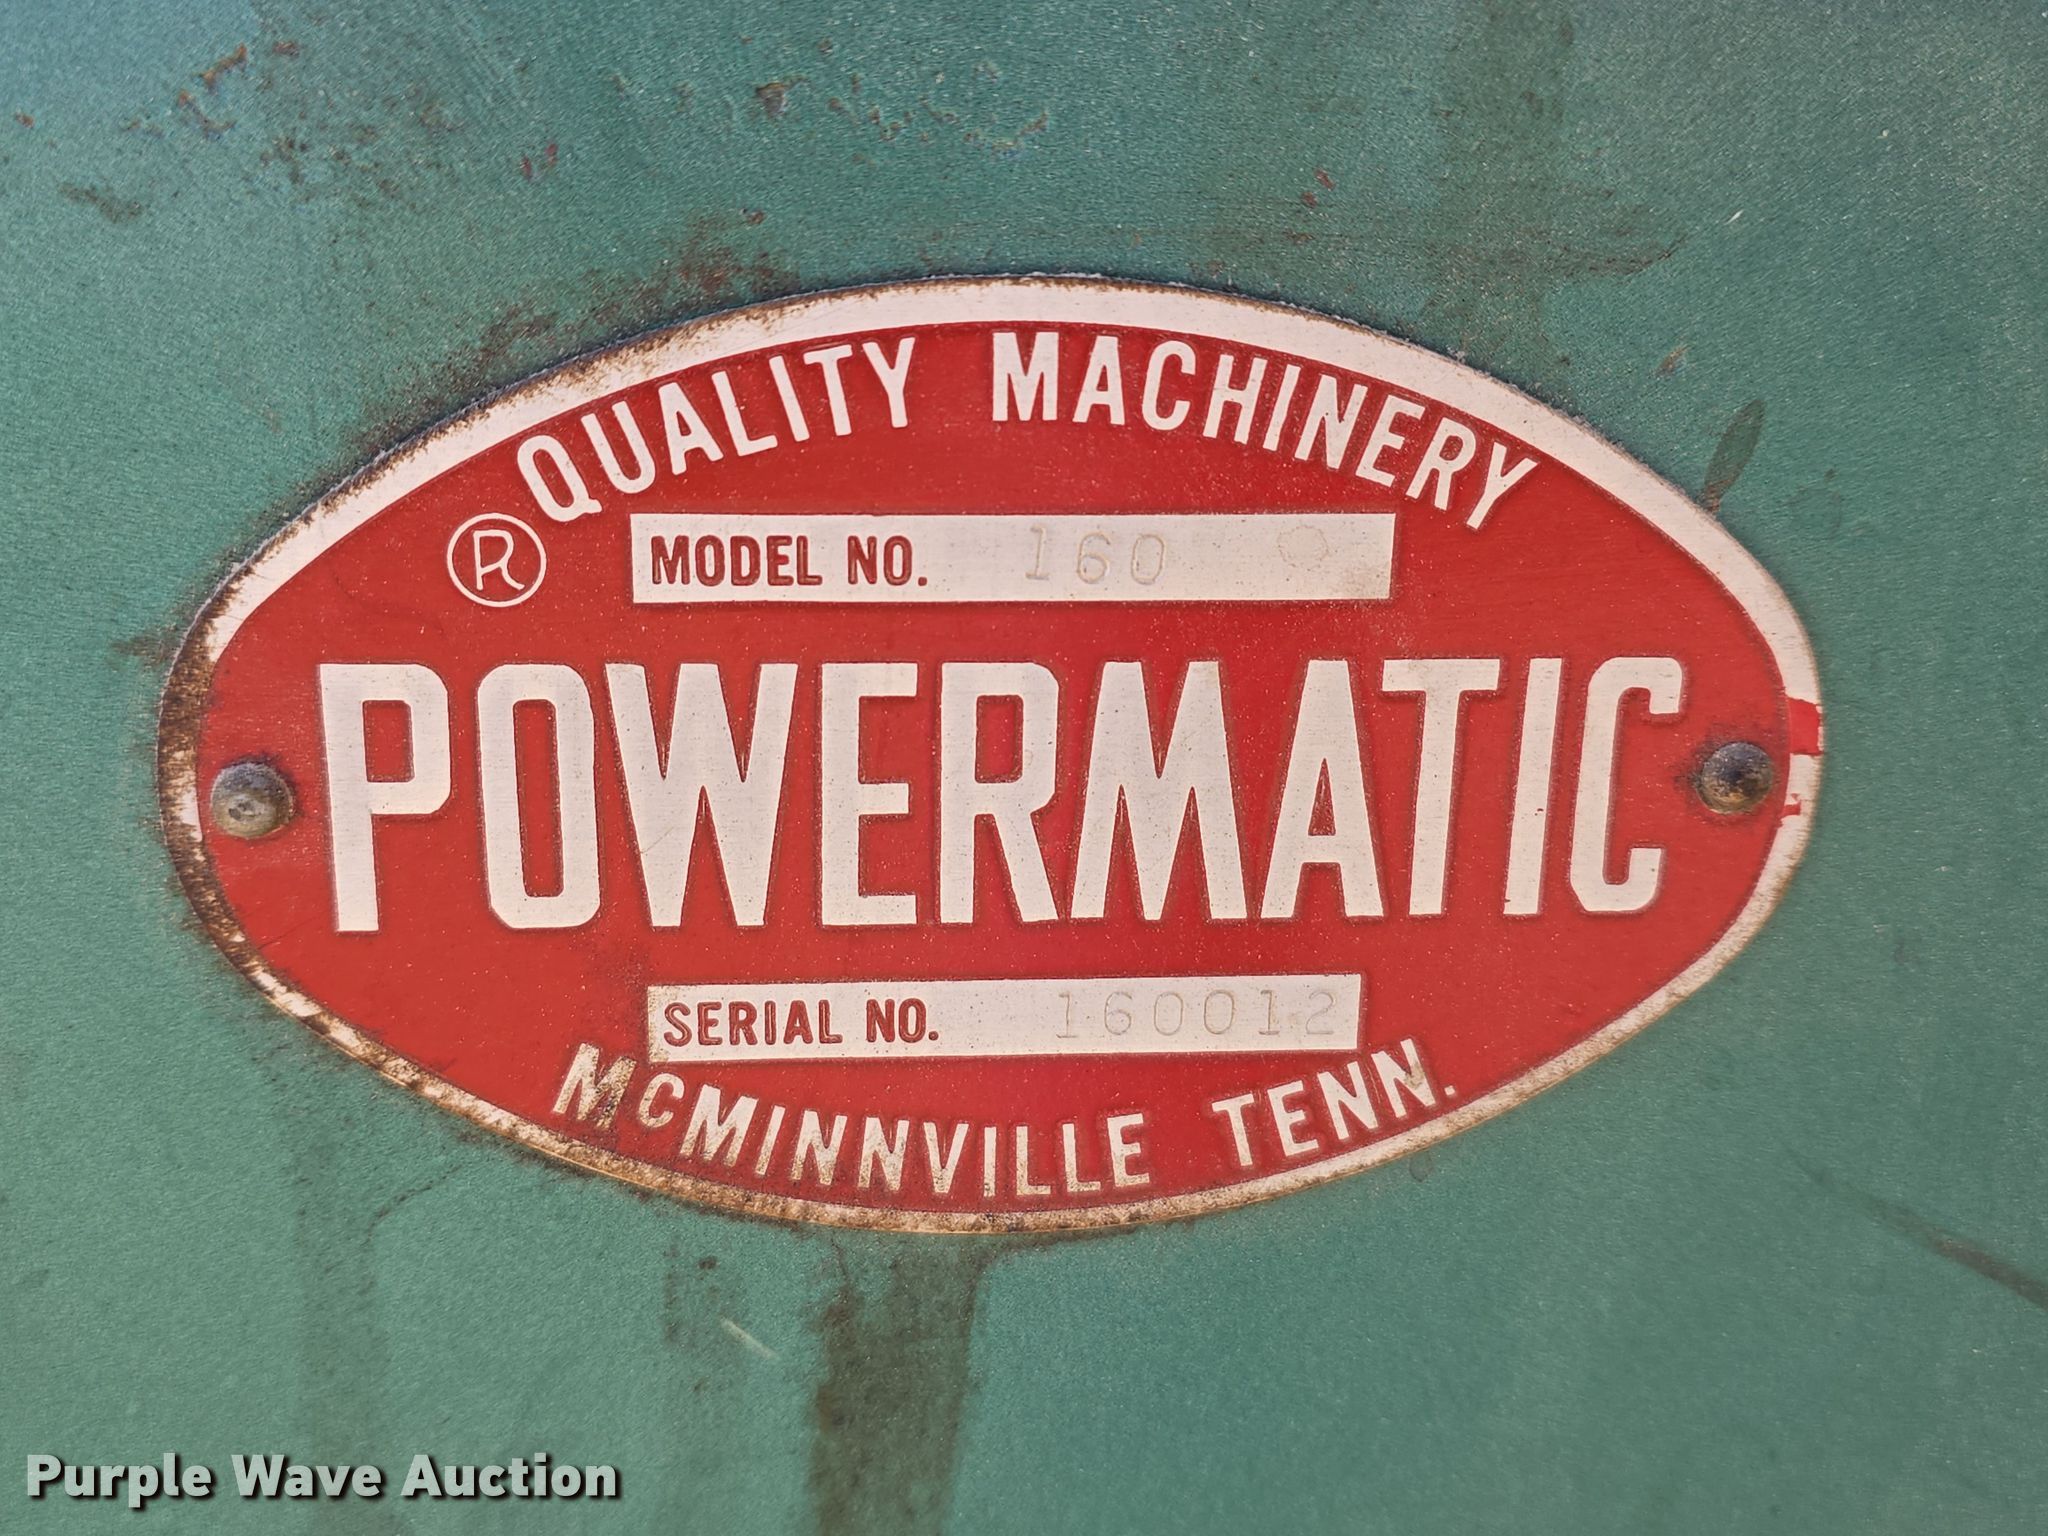 QUALITY MACHINERY
®
MODEL NO. 160
POWERMATIC
SERIAL NO. 160012
MCMINNVILLE TENN.
Purple Wave Auction